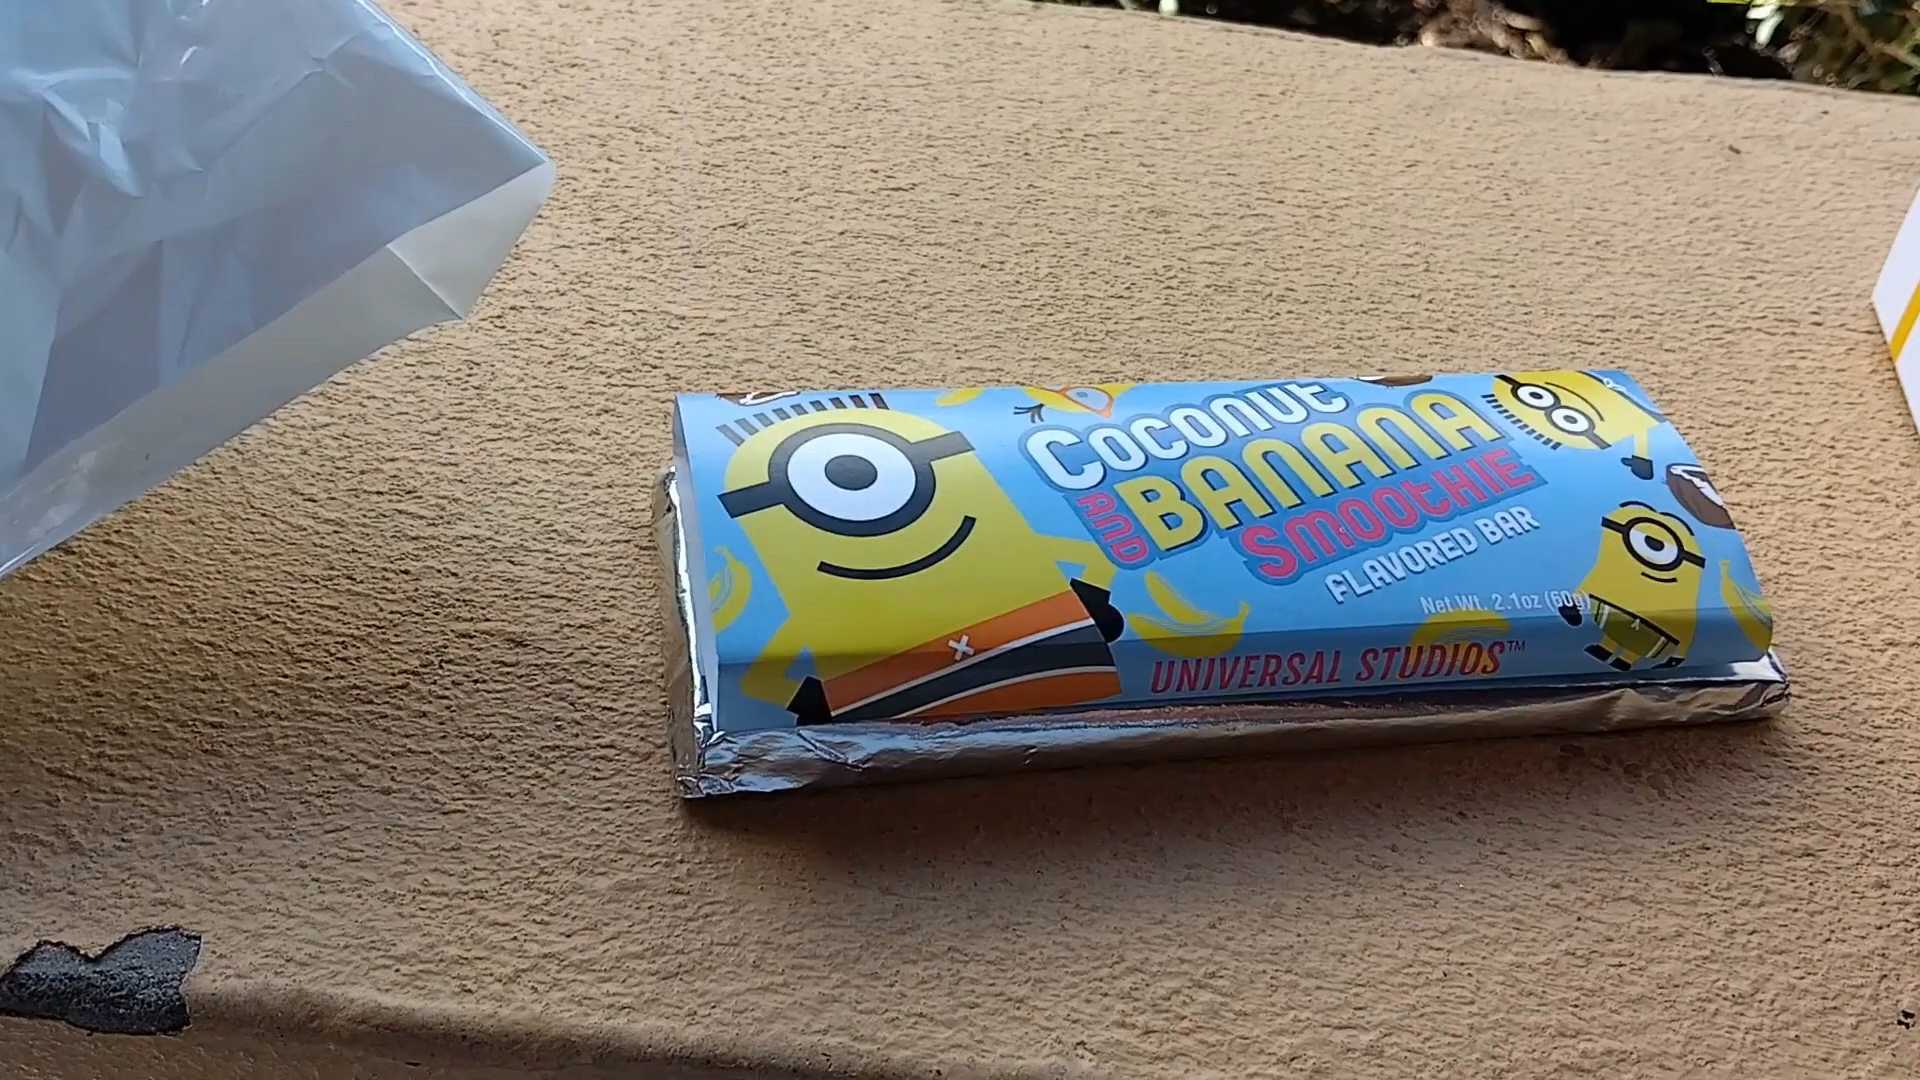 Coconut
AND BANANA
SMOOTHIE
FLAVORED BAR
Net Wt. 2.1oz (60g)
UNIVERSAL STUDIOS™